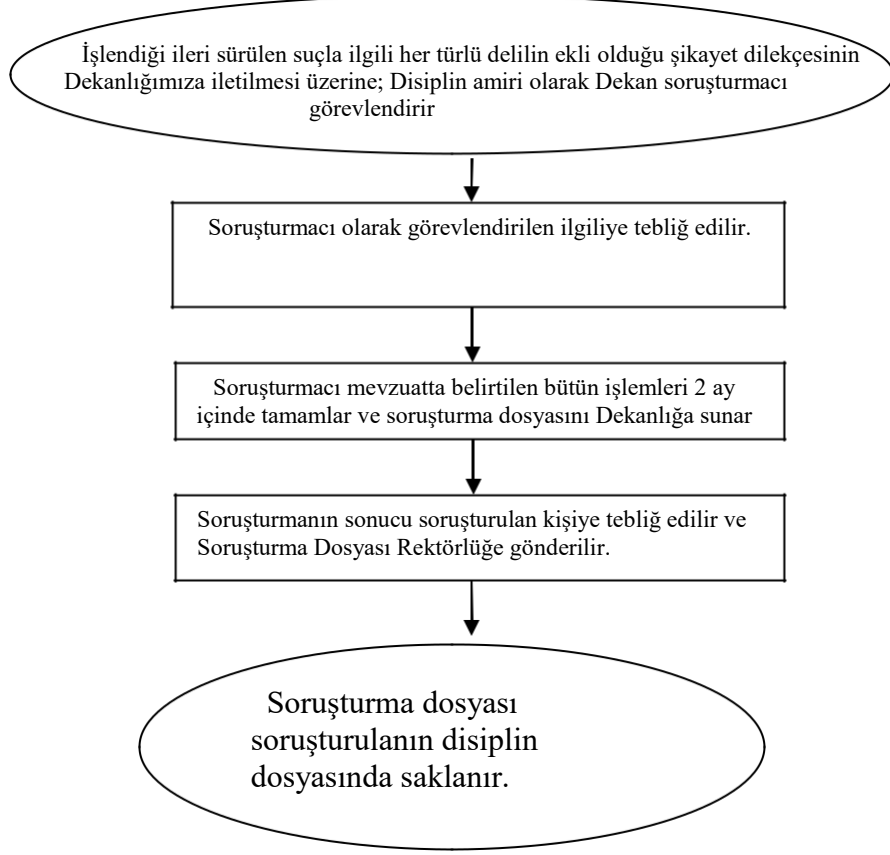 İşlendiği ileri sürülen suçla ilgili her türlü delilin ekli olduğu şikayet dilekçesinin
Dekanlığımıza iletilmesi üzerine; Disiplin amiri olarak Dekan soruşturmacı
görevlendirir
Soruşturmacı olarak görevlendirilen ilgiliye tebliğ edilir.
Soruşturmacı mevzuatta belirtilen bütün işlemleri 2 ay
içinde tamamlar ve soruşturma dosyasını Dekanlığa sunar
Soruşturmanın sonucu soruşturulan kişiye tebliğ edilir ve
Soruşturma Dosyası Rektörlüğe gönderilir.
Soruşturma dosyası
soruşturulanın disiplin
dosyasında saklanır.